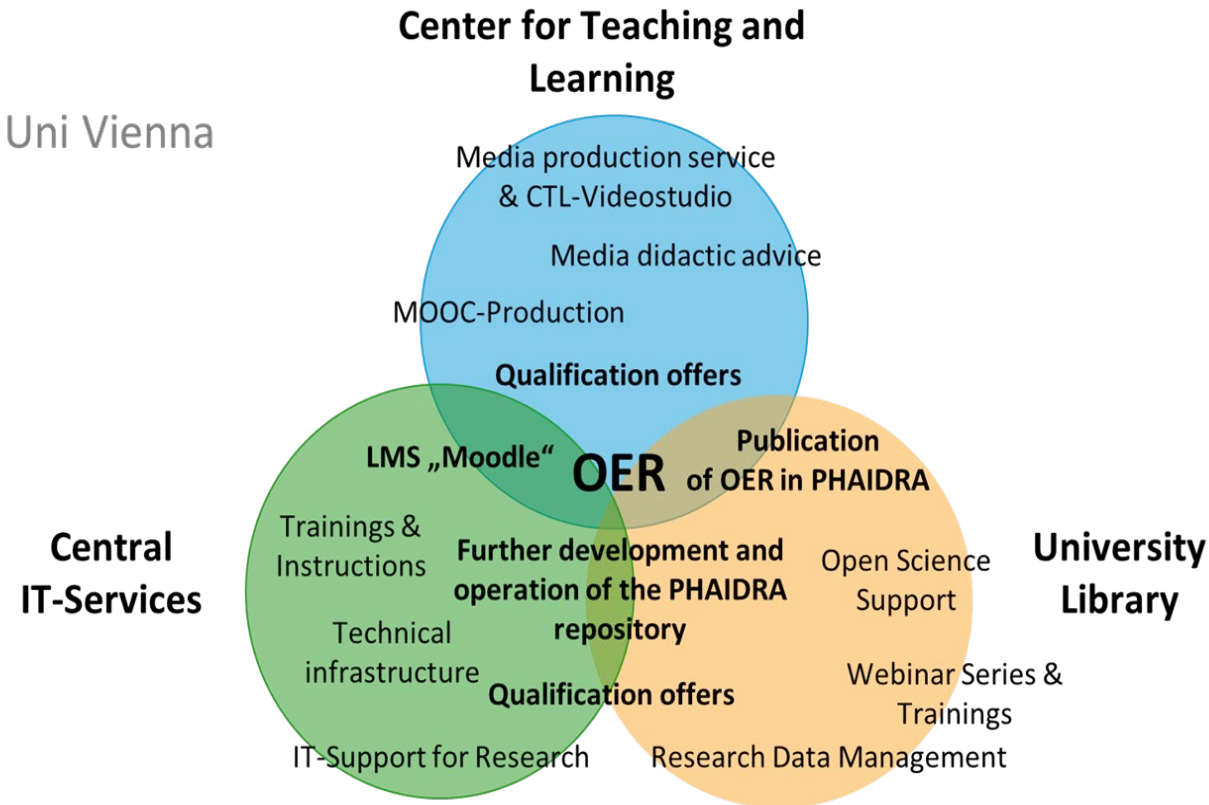 Center for Teaching and
Learning
Uni Vienna
Media production service
& CTL-Videostudio
Media didactic advice
MOOC-Production
Qualification offers
LMS „Moodle“
OER
Publication
of OER in PHAIDRA
Central
IT-Services
Trainings &
Instructions
Further development and
operation of the PHAIDRA
repository
Open Science
Support
University
Library
Technical
infrastructure
Qualification offers
Webinar Series &
Trainings
IT-Support for Research
Research Data Management